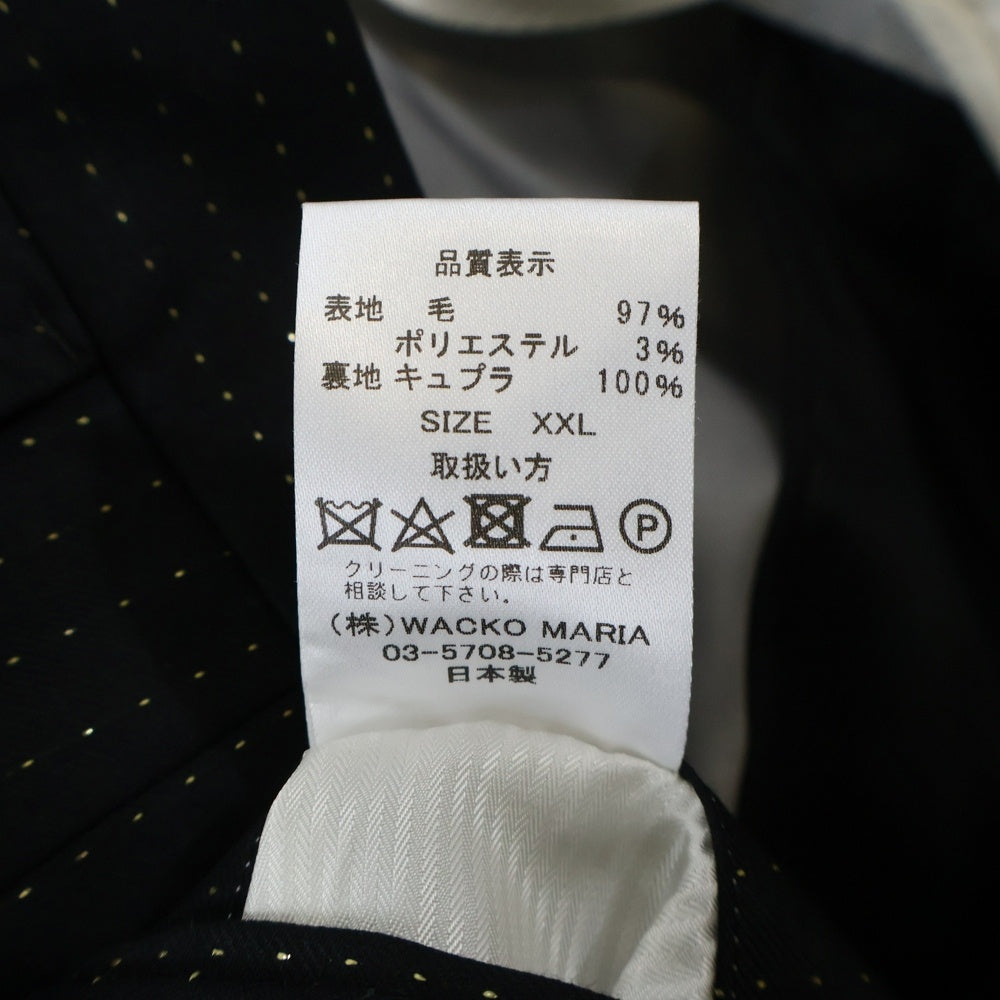 品質表示
表地 毛 97%
ポリエステル 3%
裏地 キュプラ 100%
SIZE XXL
取扱い方
P
クリーニングの際は専門店と
相談して下さい。
(株)WACKO MARIA
03-5708-5277
日本製